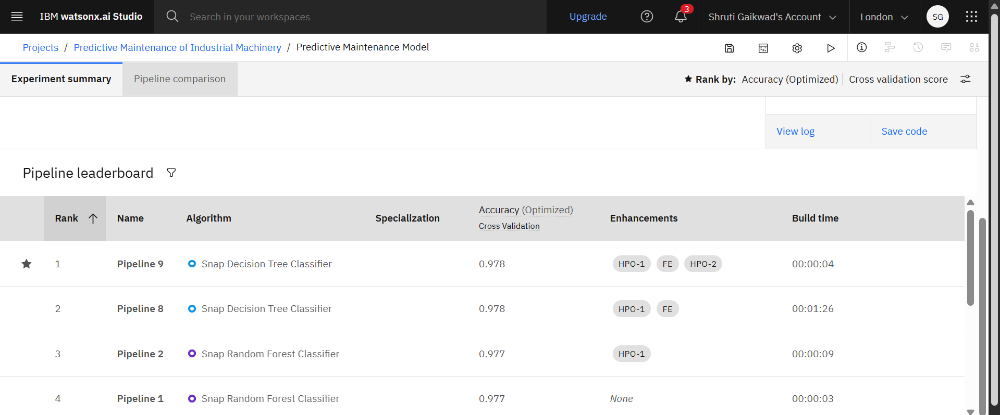 IBM watsonx.ai Studio
Search in your workspaces
Upgrade
3
Shruti Gaikwad's Account
London
SG
Projects / Predictive Maintenance of Industrial Machinery / Predictive Maintenance Model
Experiment summary
Pipeline comparison
Rank by: Accuracy (Optimized) | Cross validation score
View log
Save code
Pipeline leaderboard
Rank Name Algorithm Specialization Accuracy (Optimized) Enhancements Build time
Cross Validation
1 Pipeline 9 Snap Decision Tree Classifier 0.978 HPO-1 FE HPO-2 00:00:04
2 Pipeline 8 Snap Decision Tree Classifier 0.978 HPO-1 FE 00:01:26
3 Pipeline 2 Snap Random Forest Classifier 0.977 HPO-1 00:00:09
4 Pipeline 1 Snap Random Forest Classifier 0.977 None 00:00:03